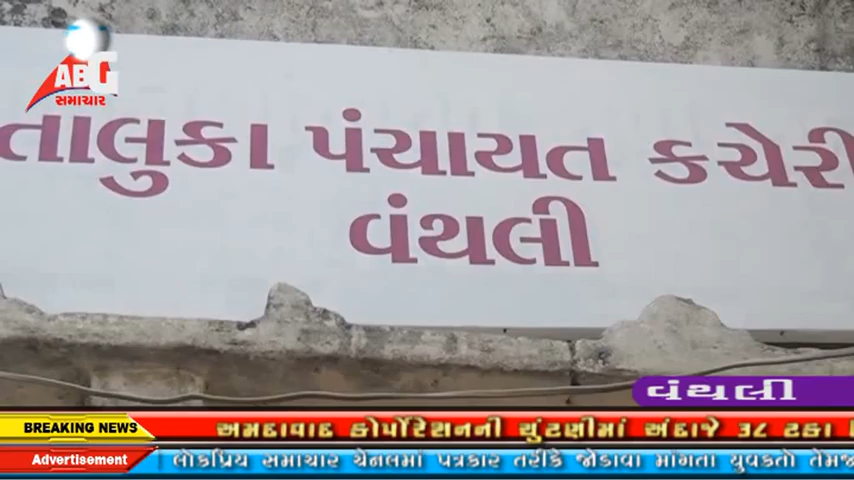 ABG
સમાચાર
તાલુકા પંચાયત કચેરી
વંથલી
વંથલી
BREAKING NEWS
અમદાવાદ કોર્પોરેશનની ચુંટણીમાં અંદાજે ૩૮ ટકા
Advertisement
લોકપ્રિય સમાચાર ચેનલમાં પત્રકાર તરીકે જોડાવા માંગતા યુવકતો તેમજ